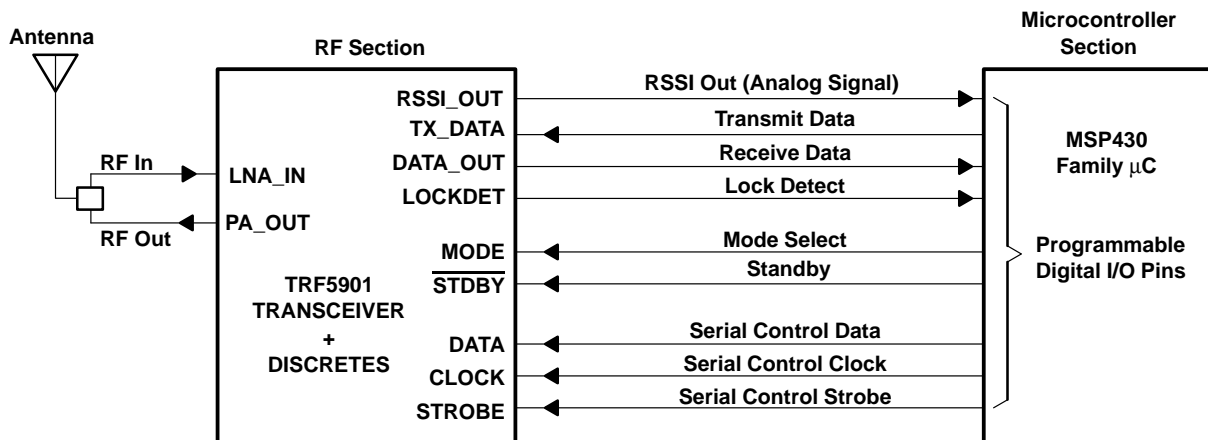 Antenna
RF Section
Microcontroller
Section
RSSI_OUT
RSSI Out (Analog Signal)
TX_DATA
Transmit Data
DATA_OUT
Receive Data
LOCKDET
Lock Detect
RF In
LNA_IN
PA_OUT
RF Out
MSP430
Family μC
MODE
Mode Select
STDBY
Standby
Programmable
Digital I/O Pins
TRF5901
TRANSCEIVER
+
DISCRETES
DATA
Serial Control Data
CLOCK
Serial Control Clock
STROBE
Serial Control Strobe